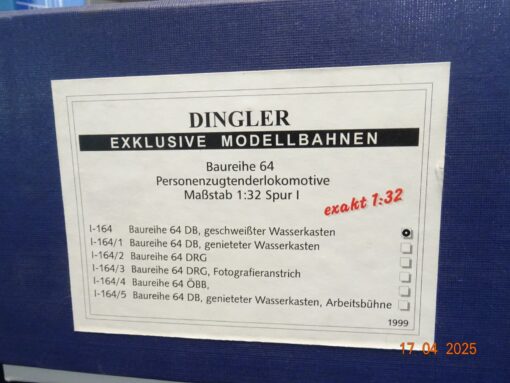 DINGLER
EXKLUSIVE MODELLBAHNEN
Baureihe 64
Personenzugtenderlokomotive
Maßstab 1:32 Spur I
exakt 1:32
I-164 Baureihe 64 DB, geschweißter Wasserkasten
I-164/1 Baureihe 64 DB, genieteter Wasserkasten
I-164/2 Baureihe 64 DRG
I-164/3 Baureihe 64 DRG, Fotografieranstrich
I-164/4 Baureihe 64 ÖBB,
I-164/5 Baureihe 64 DB, genieteter Wasserkasten, Arbeitsbühne
1999
17 04 2025